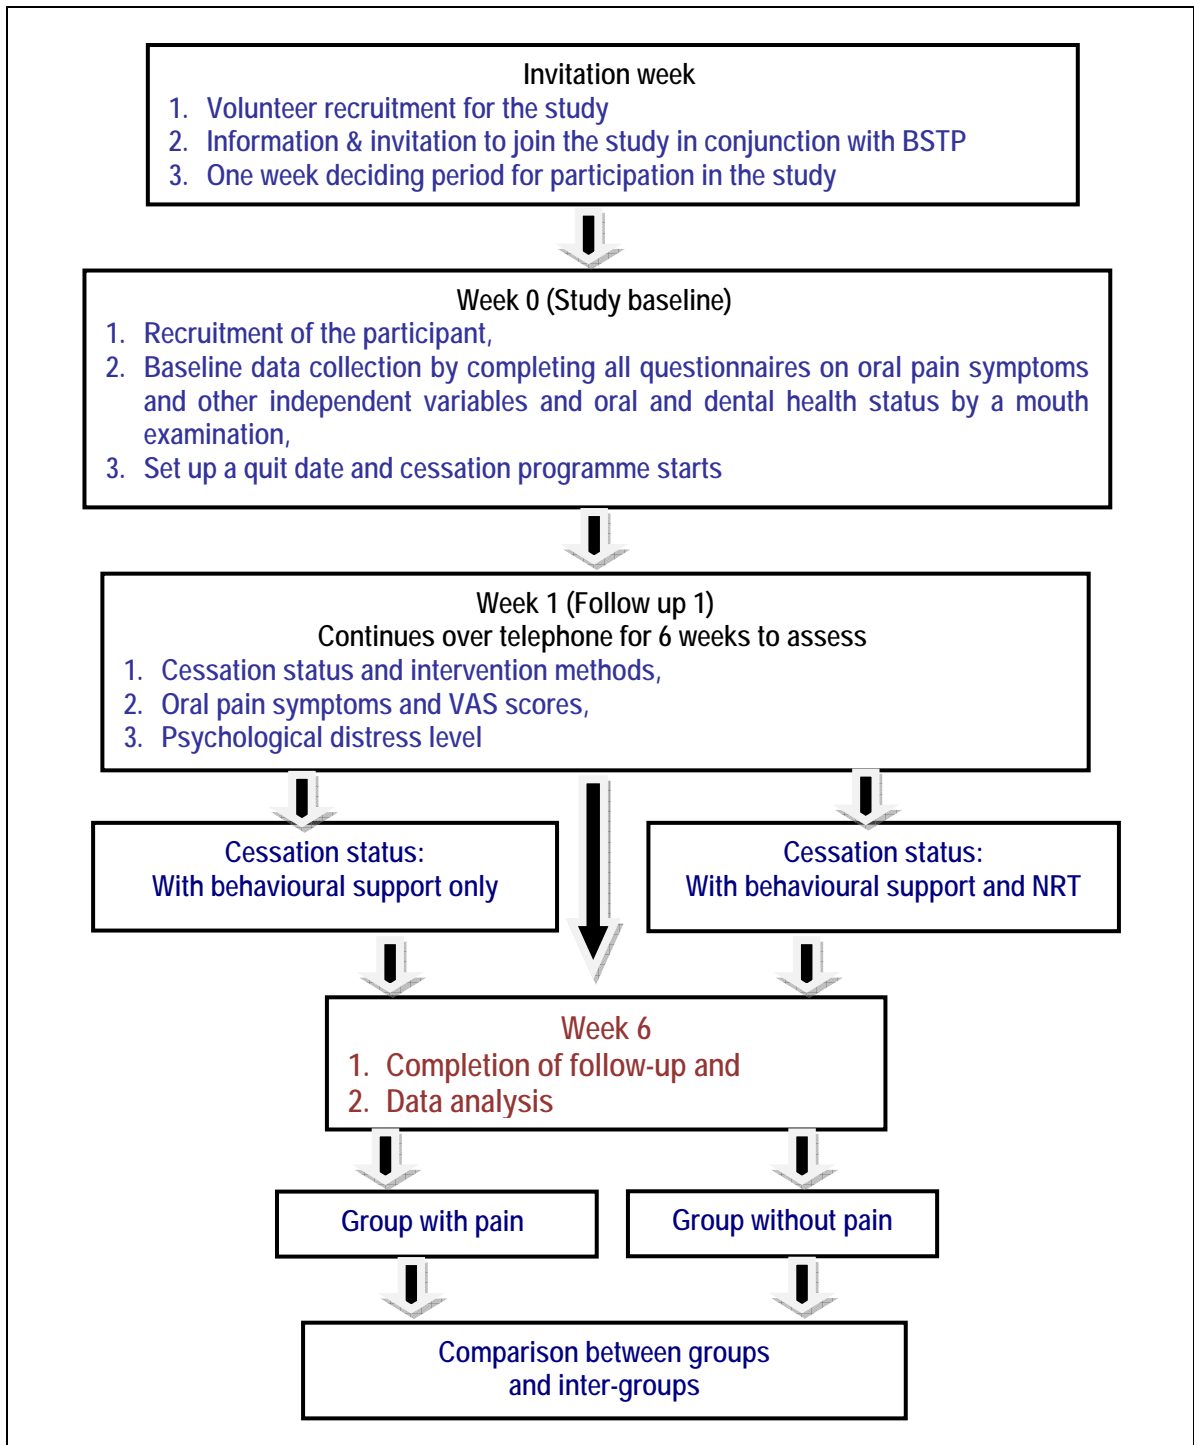 Invitation week
1. Volunteer recruitment for the study
2. Information & invitation to join the study in conjunction with BSTP
3. One week deciding period for participation in the study
Week 0 (Study baseline)
1. Recruitment of the participant,
2. Baseline data collection by completing all questionnaires on oral pain symptoms
and other independent variables and oral and dental health status by a mouth
examination,
3. Set up a quit date and cessation programme starts
Week 1 (Follow up 1)
Continues over telephone for 6 weeks to assess
1. Cessation status and intervention methods,
2. Oral pain symptoms and VAS scores,
3. Psychological distress level
Cessation status:
With behavioural support only
Cessation status:
With behavioural support and NRT
Week 6
1. Completion of follow-up and
2. Data analysis
Group with pain
Group without pain
Comparison between groups
and inter-groups